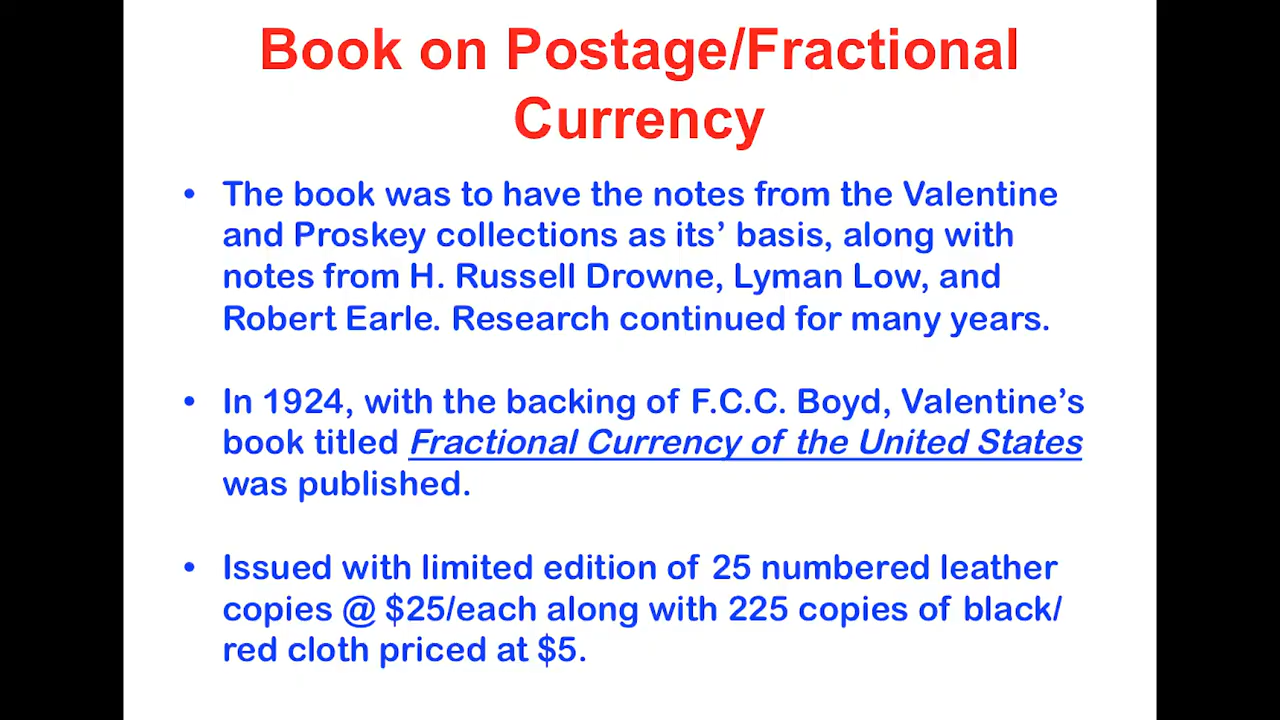 Book on Postage/Fractional
Currency
• The book was to have the notes from the Valentine
and Proskey collections as its’ basis, along with
notes from H. Russell Drowne, Lyman Low, and
Robert Earle. Research continued for many years.
• In 1924, with the backing of F.C.C. Boyd, Valentine’s
book titled Fractional Currency of the United States
was published.
• Issued with limited edition of 25 numbered leather
copies @ $25/each along with 225 copies of black/
red cloth priced at $5.